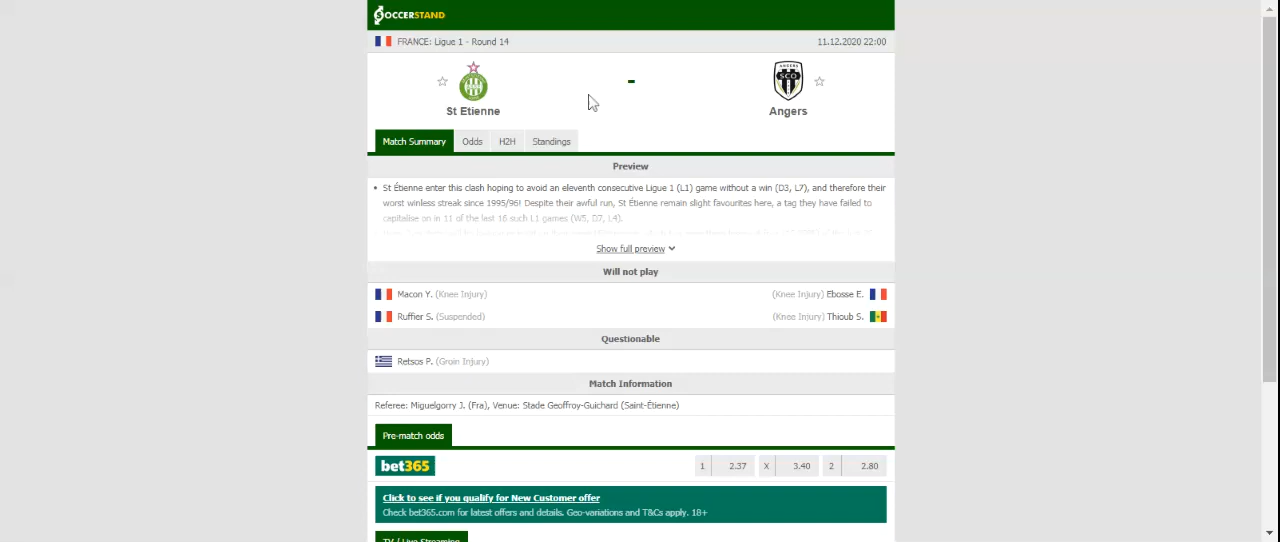 SOCCERSTAND
FRANCE: Ligue 1 - Round 14 11.12.2020 22:00
ANGERS
SCO
St Etienne - Angers
Match Summary Odds H2H Standings
Preview
• St Étienne enter this clash hoping to avoid an eleventh consecutive Ligue 1 (L1) game without a win (D3, L7), and therefore their
worst winless streak since 1995/96! Despite their awful run, St Étienne remain slight favourites here, a tag they have failed to
capitalise on in 11 of the last 16 such L1 games (W5, D7, L4).
Show full preview
Will not play
Macon Y. (Knee Injury) (Knee Injury) Ebosse E.
Ruffier S. (Suspended) (Knee Injury) Thioub S.
Questionable
Retsos P. (Groin Injury)
Match Information
Referee: Miguelgorry J. (Fra), Venue: Stade Geoffroy-Guichard (Saint-Étienne)
Pre-match odds
bet365 1 2.37 X 3.40 2 2.80
Click to see if you qualify for New Customer offer
Check bet365.com for latest offers and details. Geo-variations and T&Cs apply. 18+
TV / Live Streaming